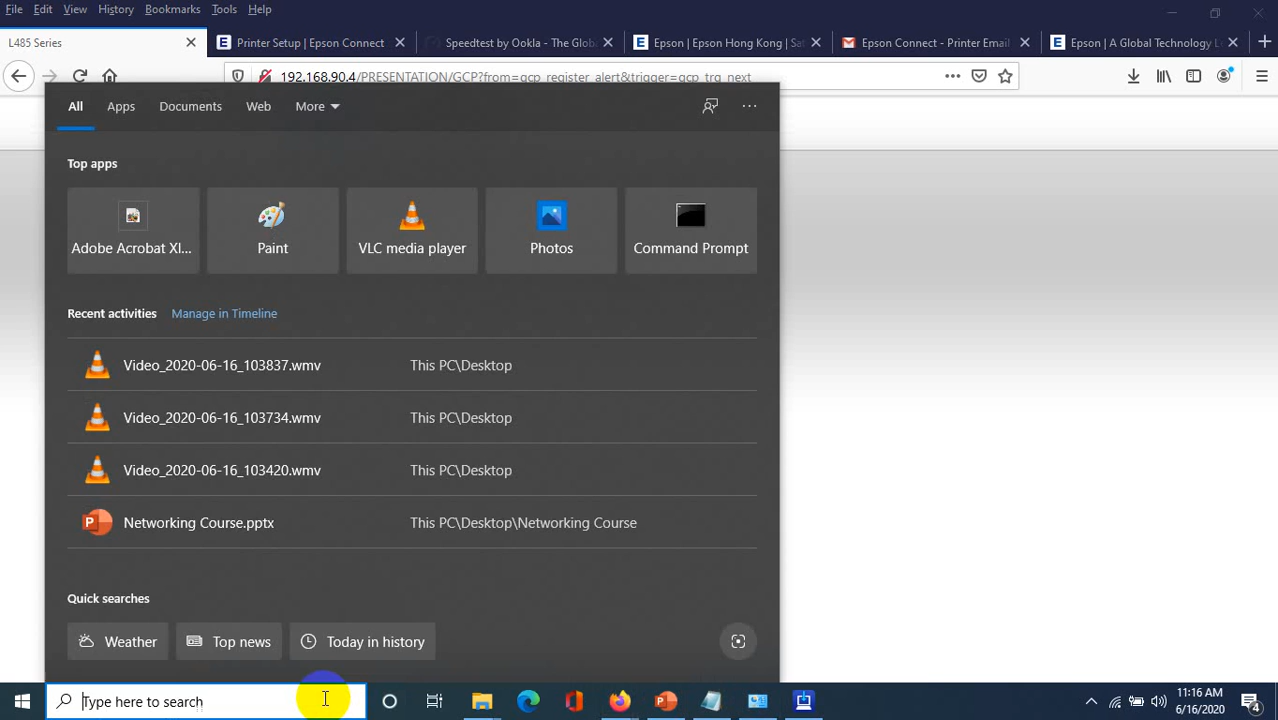 File Edit View History Bookmarks Tools Help
L485 Series
Printer Setup | Epson Connect
Speedtest by Ookla - The Glob
Epson | Epson Hong Kong | Sa
Epson Connect - Printer Email
Epson | A Global Technology L
192.168.90.4/PRESENTATION/GCP?from=gcp_register_alert&trigger=gcp_trg_next
All Apps Documents Web More
Top apps
Adobe Acrobat XI...
Paint
VLC media player
Photos
Command Prompt
Recent activities Manage in Timeline
Video_2020-06-16_103837.wmv This PC\Desktop
Video_2020-06-16_103734.wmv This PC\Desktop
Video_2020-06-16_103420.wmv This PC\Desktop
Networking Course.pptx This PC\Desktop\Networking Course
Quick searches
Weather Top news Today in history
Type here to search
11:16 AM
6/16/2020
4